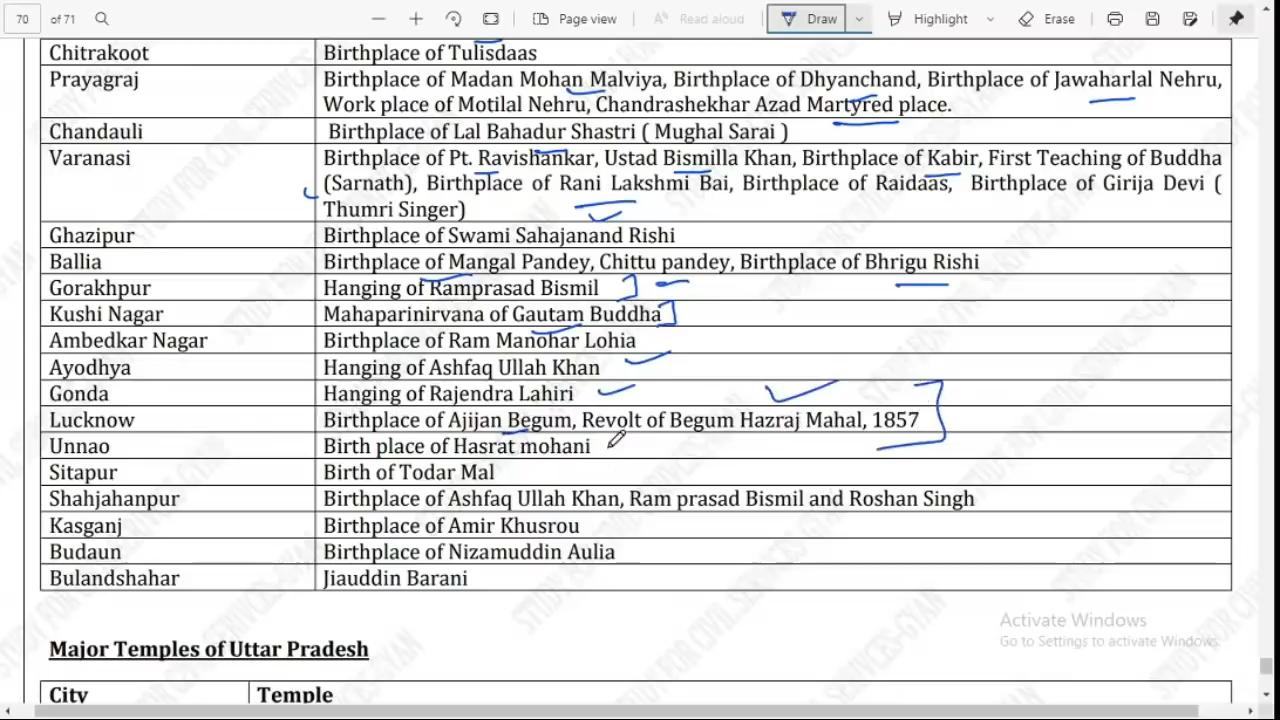 70 of 71 Page view Read aloud Draw Highlight Erase
Chitrakoot Birthplace of Tulisdaas
Prayagraj Birthplace of Madan Mohan Malviya, Birthplace of Dhyanchand, Birthplace of Jawaharlal Nehru,
Work place of Motilal Nehru, Chandrashekhar Azad Martyred place.
Chandauli Birthplace of Lal Bahadur Shastri ( Mughal Sarai )
Varanasi Birthplace of Pt. Ravishankar, Ustad Bismilla Khan, Birthplace of Kabir, First Teaching of Buddha
(Sarnath), Birthplace of Rani Lakshmi Bai, Birthplace of Raidaas, Birthplace of Girija Devi (
Thumri Singer)
Ghazipur Birthplace of Swami Sahajanand Rishi
Ballia Birthplace of Mangal Pandey, Chittu pandey, Birthplace of Bhrigu Rishi
Gorakhpur Hanging of Ramprasad Bismil
Kushi Nagar Mahaparinirvana of Gautam Buddha
Ambedkar Nagar Birthplace of Ram Manohar Lohia
Ayodhya Hanging of Ashfaq Ullah Khan
Gonda Hanging of Rajendra Lahiri
Lucknow Birthplace of Ajijan Begum, Revolt of Begum Hazraj Mahal, 1857
Unnao Birth place of Hasrat mohani
Sitapur Birth of Todar Mal
Shahjahanpur Birthplace of Ashfaq Ullah Khan, Ram prasad Bismil and Roshan Singh
Kasganj Birthplace of Amir Khusrou
Budaun Birthplace of Nizamuddin Aulia
Bulandshahar Jiauddin Barani
Activate Windows
Go to Settings to activate Windows.
Major Temples of Uttar Pradesh
City Temple